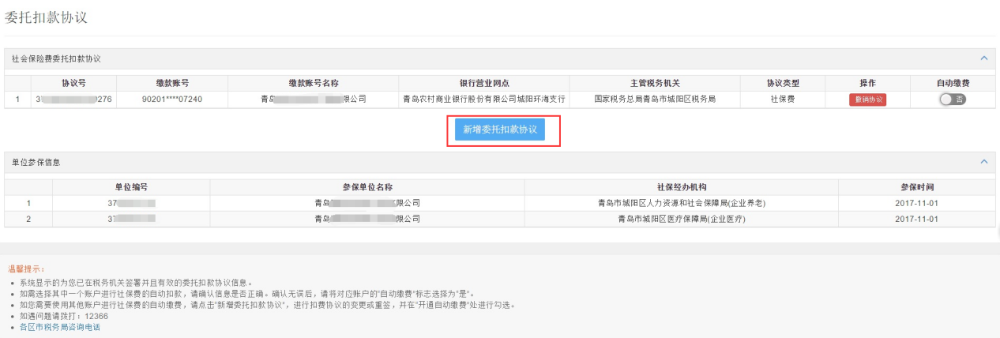 委托扣款协议
社会保险费委托扣款协议
协议号 缴款账号 缴款账号名称 银行营业网点 主管税务机关 协议类型 操作 自动缴费
1 3 276 90201****07240 青岛 限公司 青岛农村商业银行股份有限公司城阳环海支行 国家税务总局青岛市城阳区税务局 社保费 撤销协议 否
新增委托扣款协议
单位参保信息
单位编号 参保单位名称 社保经办机构 参保时间
1 37 青岛 限公司 青岛市城阳区人力资源和社会保障局(企业养老) 2017-11-01
2 37 青岛 限公司 青岛市城阳区医疗保障局(企业医疗) 2017-11-01
温馨提示：
系统显示的为您已在税务机关签署并且有效的委托扣款协议信息。
如需选择其中一个账户进行社保费的自动扣款，请确认信息是否正确。确认无误后，请将对应账户的"自动缴费"标志选择为"是"。
如您需要使用其他账户进行社保费的自动缴费，请点击"新增委托扣款协议"，进行扣费协议的变更或重签，并在"开通自动缴费"处进行勾选。
如遇问题请拨打：12366
各区市税务局咨询电话